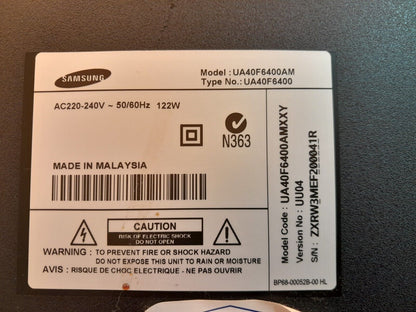 SAMSUNG
Model : UA40F6400AM
Type No.: UA40F6400
AC220-240V ~ 50/60Hz 122W
N363
MADE IN MALAYSIA
CAUTION
RISK OF ELECTRIC SHOCK
DO NOT OPEN
WARNING : TO PREVENT FIRE OR SHOCK HAZARD
DO NOT EXPOSE TO RAIN OR MOISTURE.
AVIS : RISQUE DE CHOC ELECTRIQUE - NE PAS OUVRIR
Model Code : UA40F6400AMXXY
Version No : UU04
S/N : ZXRW3MEF200041R
BP68-00052B-00 HL